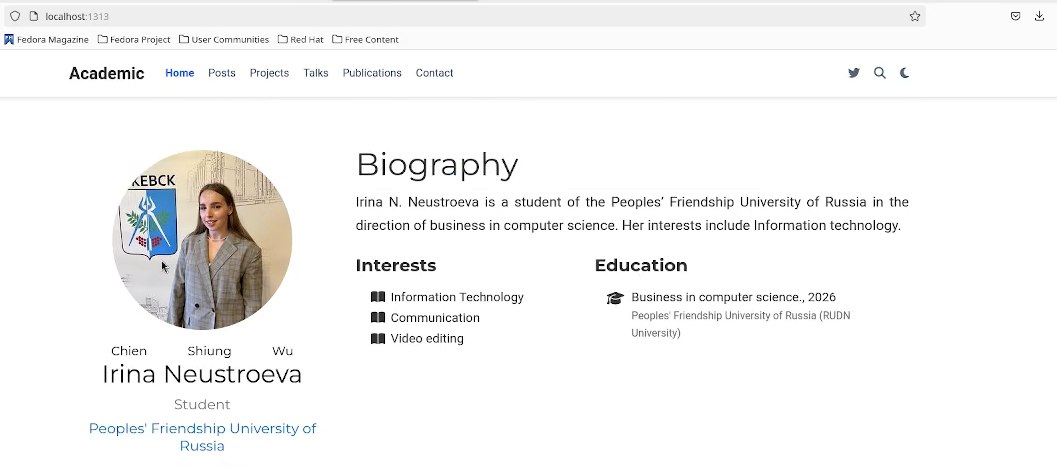 localhost:1313
Fedora Magazine Fedora Project User Communities Red Hat Free Content
Academic Home Posts Projects Talks Publications Contact
КЕВСК
Chien Shiung Wu
Irina Neustroeva
Student
Peoples' Friendship University of
Russia
Biography
Irina N. Neustroeva is a student of the Peoples' Friendship University of Russia in the
direction of business in computer science. Her interests include Information technology.
Interests
Information Technology
Communication
Video editing
Education
Business in computer science., 2026
Peoples' Friendship University of Russia (RUDN
University)